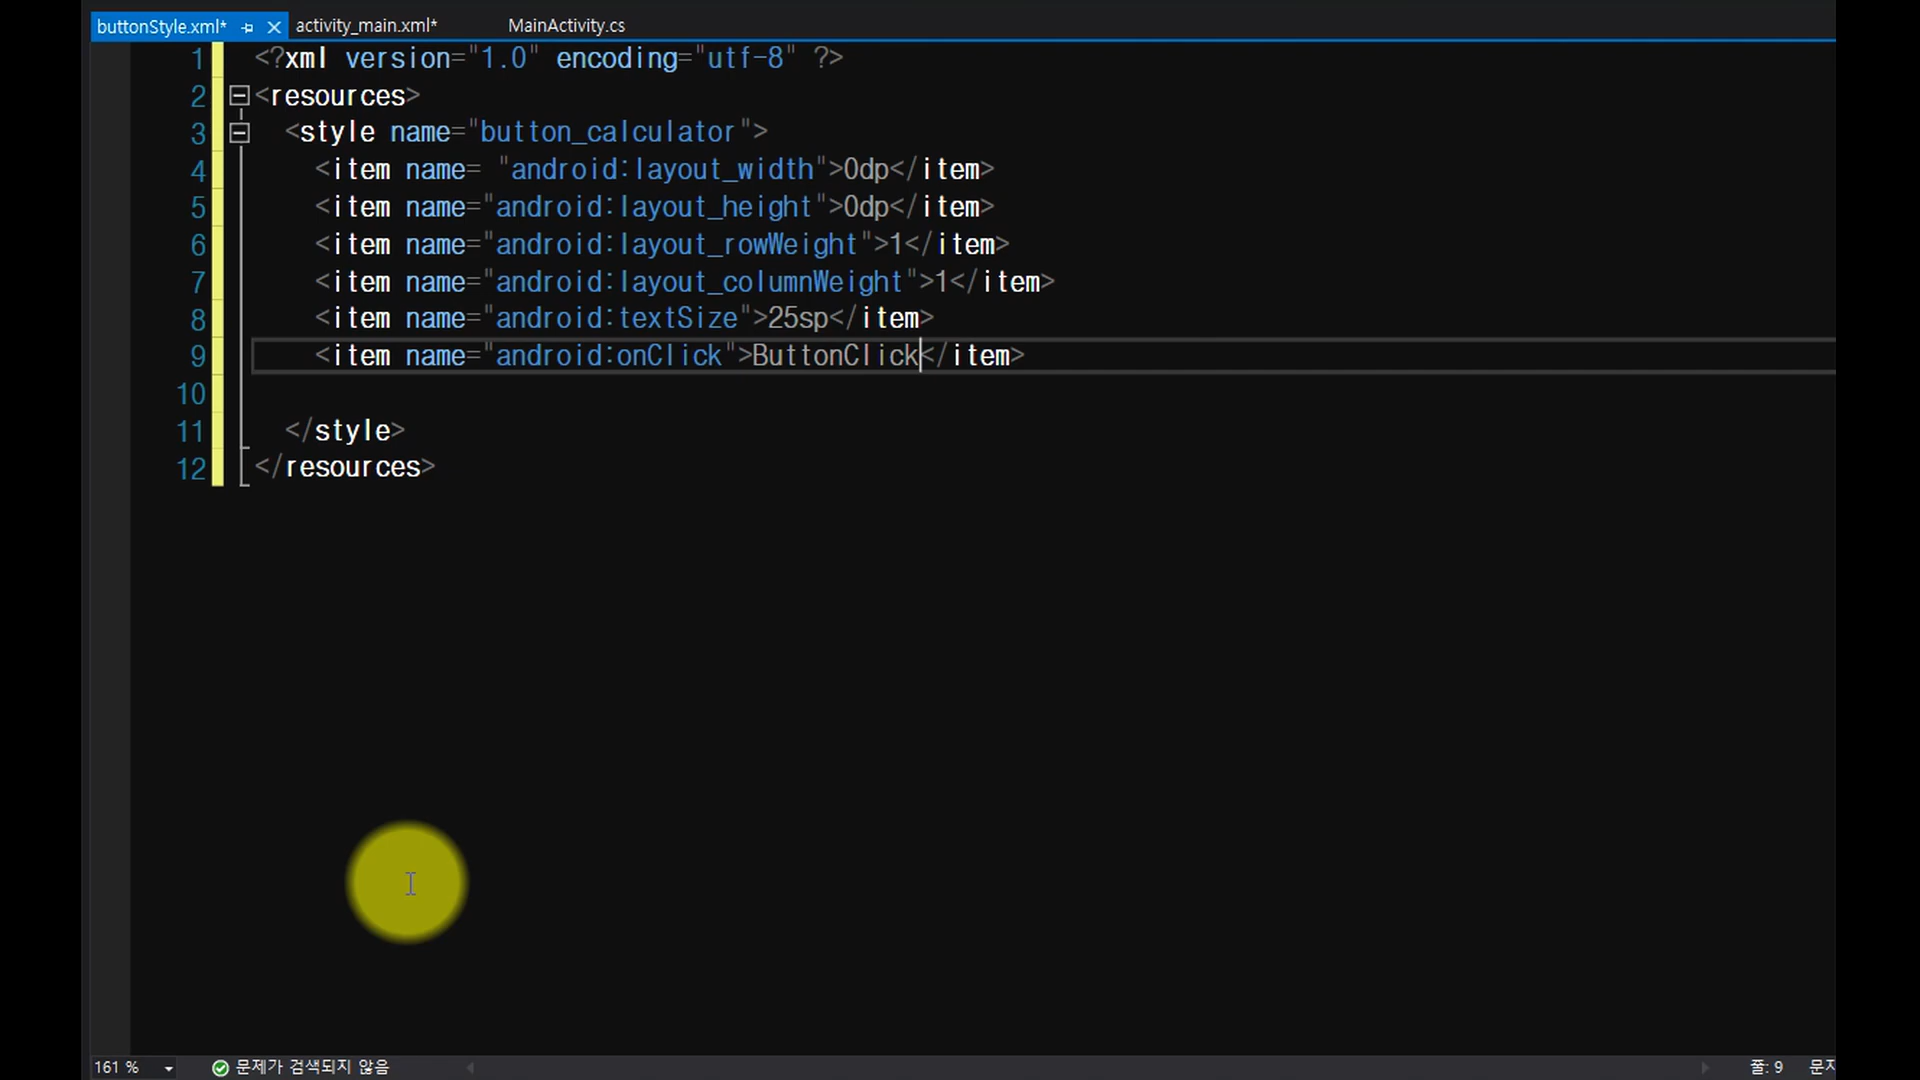 buttonStyle.xml* activity_main.xml* MainActivity.cs
1 <?xml version="1.0" encoding="utf-8" ?>
2 <resources>
3 <style name="button_calculator">
4 <item name= "android:layout_width">0dp</item>
5 <item name="android:layout_height">0dp</item>
6 <item name="android:layout_rowWeight">1</item>
7 <item name="android:layout_columnWeight">1</item>
8 <item name="android:textSize">25sp</item>
9 <item name="android:onClick">ButtonClick</item>
10
11 </style>
12 </resources>
161 % 문제가 검색되지 않음 줄: 9 문자